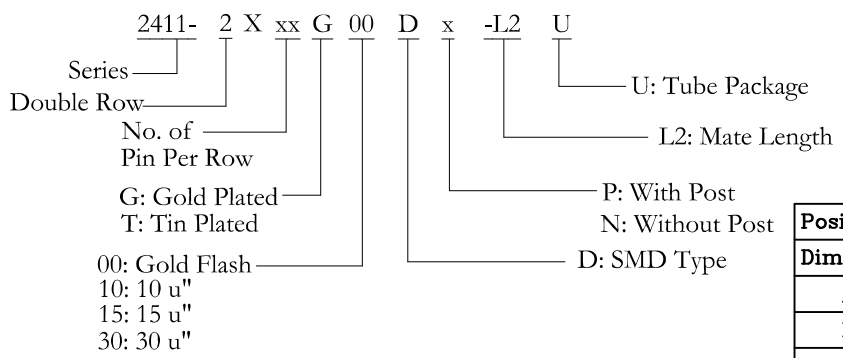 2411- 2 X xx G 00 D x -L2 U
Series
Double Row
No. of
Pin Per Row
G: Gold Plated
T: Tin Plated
00: Gold Flash
10: 10 u"
15: 15 u"
30: 30 u"
U: Tube Package
L2: Mate Length
P: With Post
N: Without Post
D: SMD Type
Posi
Dim